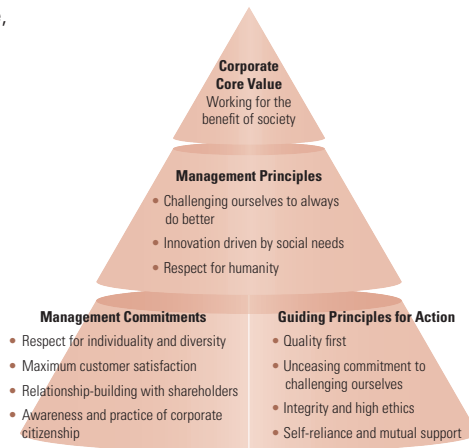 Corporate
Core Value
Working for the
benefit of society
Management Principles
• Challenging ourselves to always
do better
• Innovation driven by social needs
• Respect for humanity
Management Commitments
• Respect for individuality and diversity
• Maximum customer satisfaction
• Relationship-building with shareholders
• Awareness and practice of corporate
citizenship
Guiding Principles for Action
• Quality first
• Unceasing commitment to
challenging ourselves
• Integrity and high ethics
• Self-reliance and mutual support